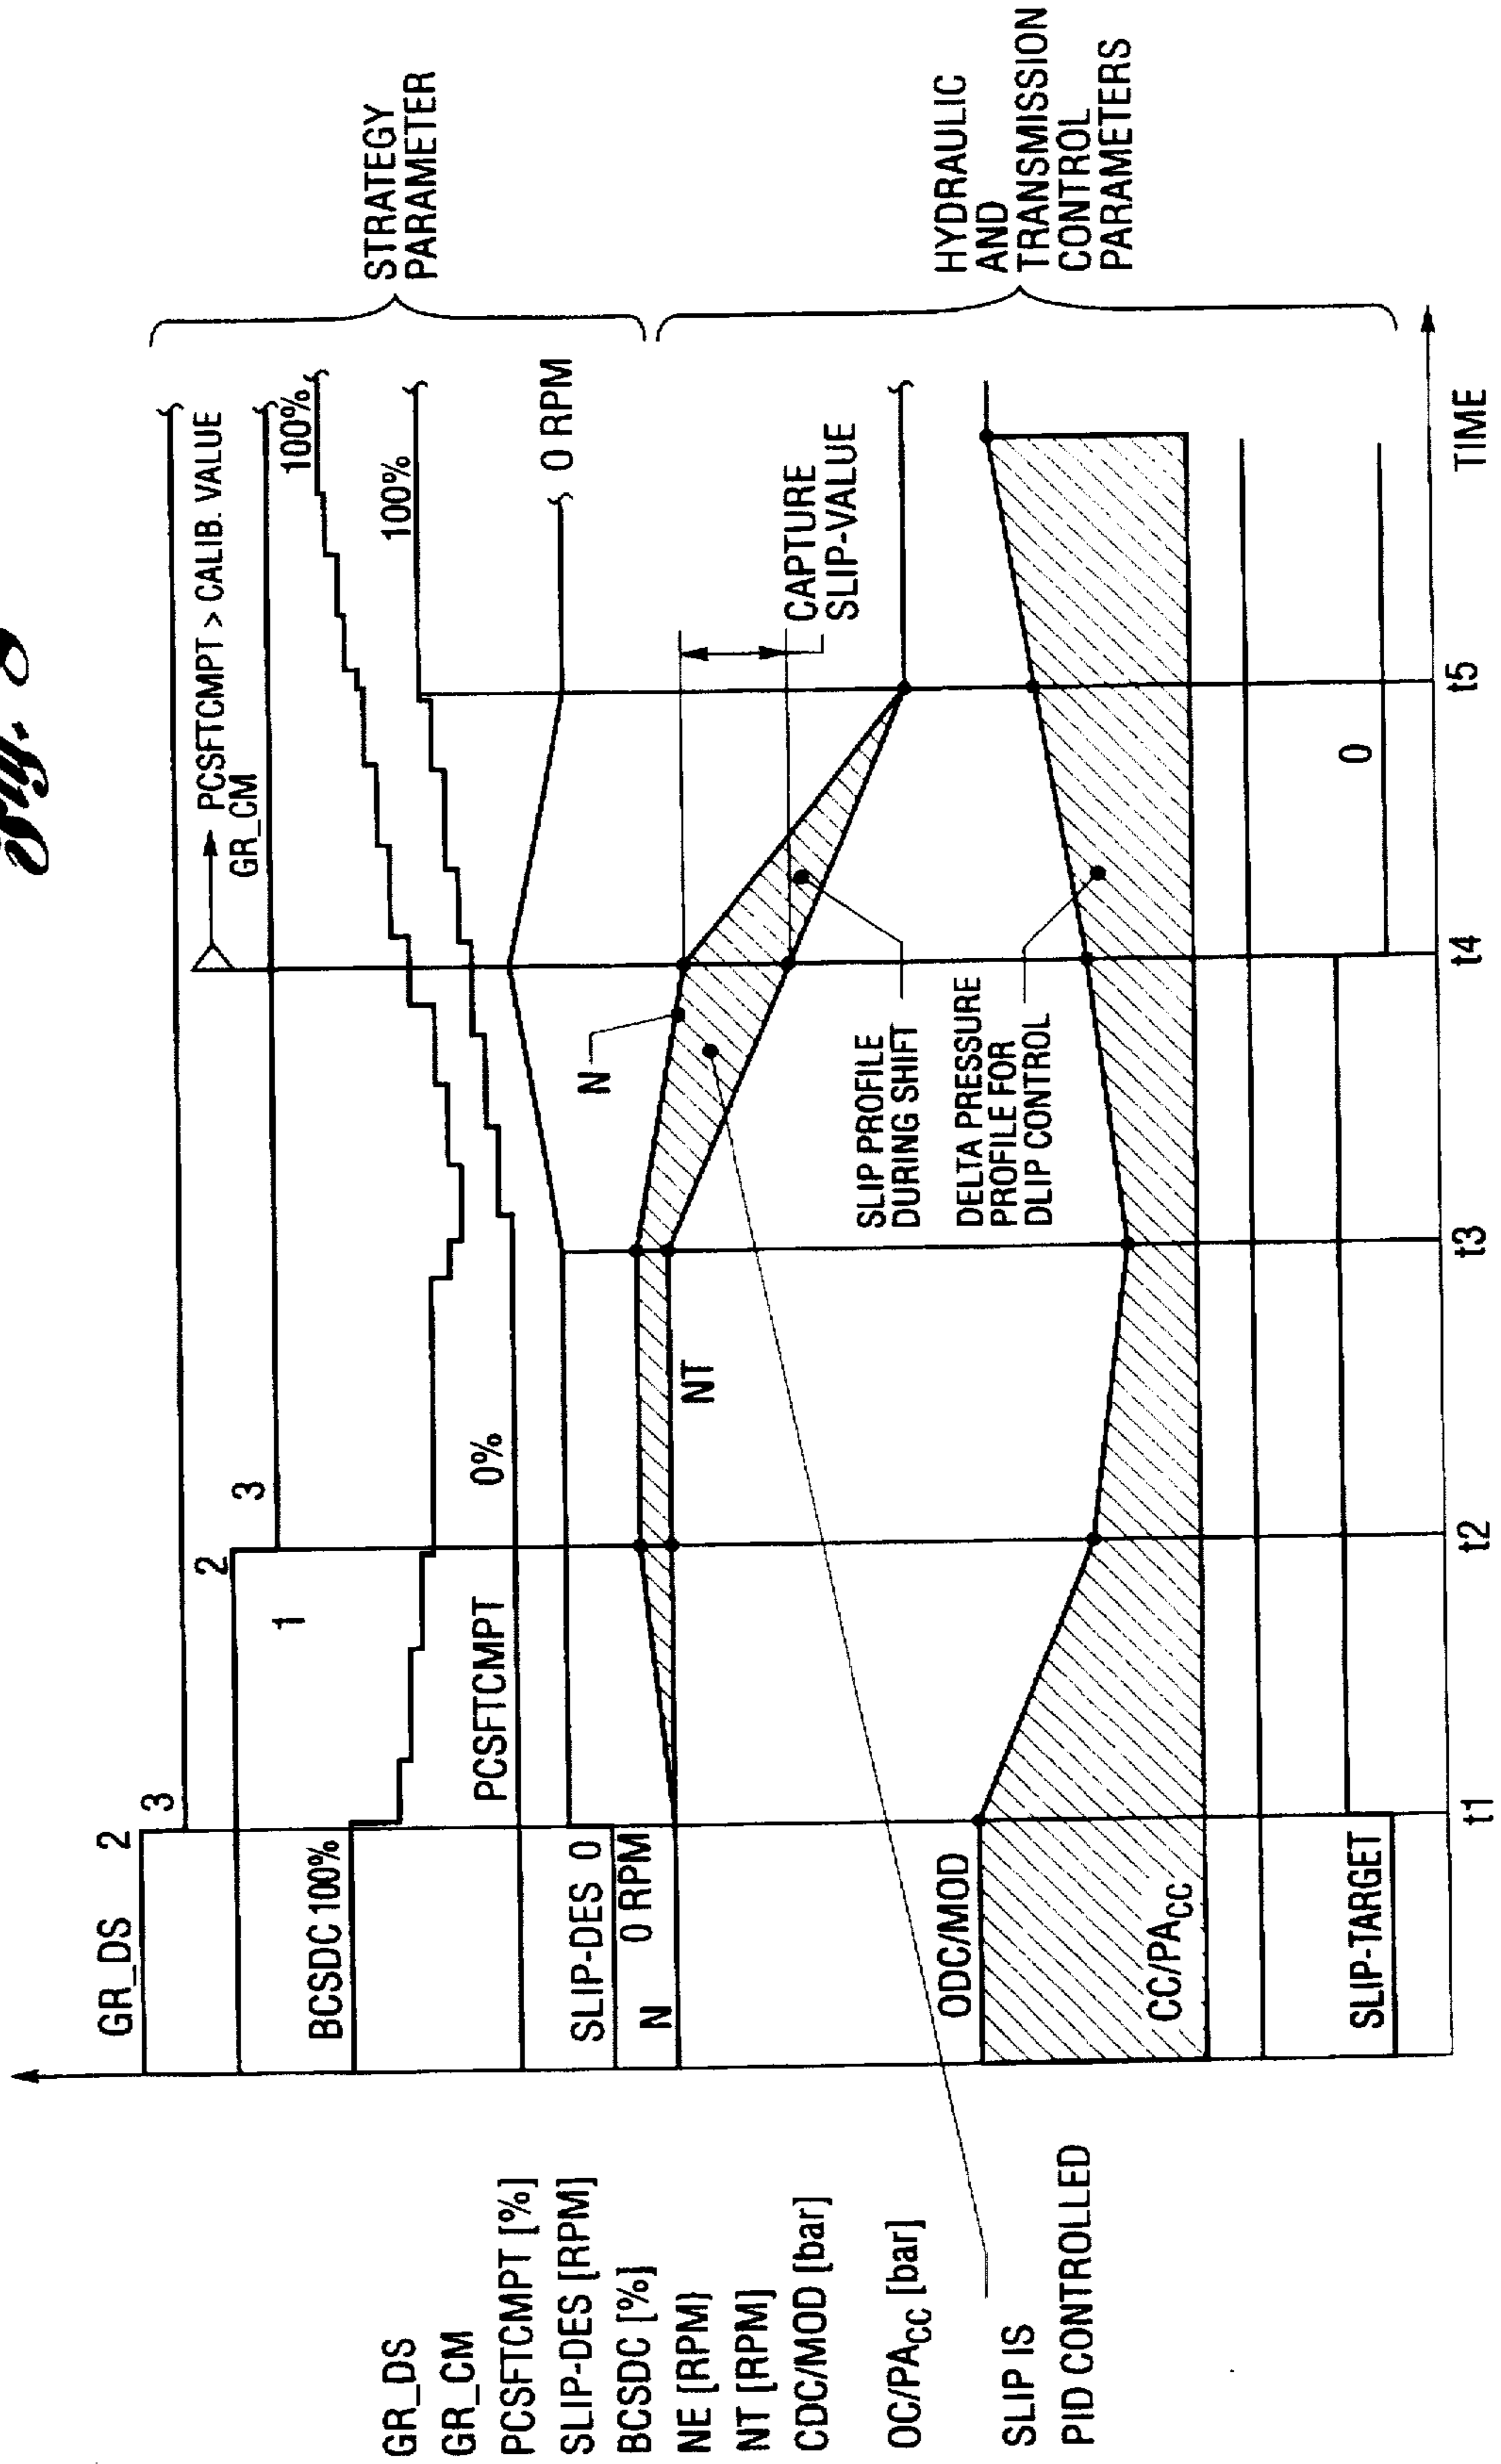 Fig. 8
GR_DS
GR_CM
PCSFTCMPT [%]
SLIP-DES [RPM]
BCSDC [%]
NE [RPM}
NT [RPM]
CDC/MOD [bar]
OC/PACC [bar]
SLIP IS
PID CONTROLLED
GR_DS 2
3
2
3
1
PCSFTCMPT > CALIB. VALUE
GR_CM
BCSDC 100%
100%
PCSFTCMPT 0%
100%
SLIP-DES 0
0 RPM
0 RPM
N
N
NT
CAPTURE
SLIP-VALUE
SLIP PROFILE
DURING SHIFT
ODC/MOD
DELTA PRESSURE
PROFILE FOR
DLIP CONTROL
CC/PACC
SLIP-TARGET
0
t1
t2
t3
t4
t5
TIME
STRATEGY
PARAMETER
HYDRAULIC
AND
TRANSMISSION
CONTROL
PARAMETERS